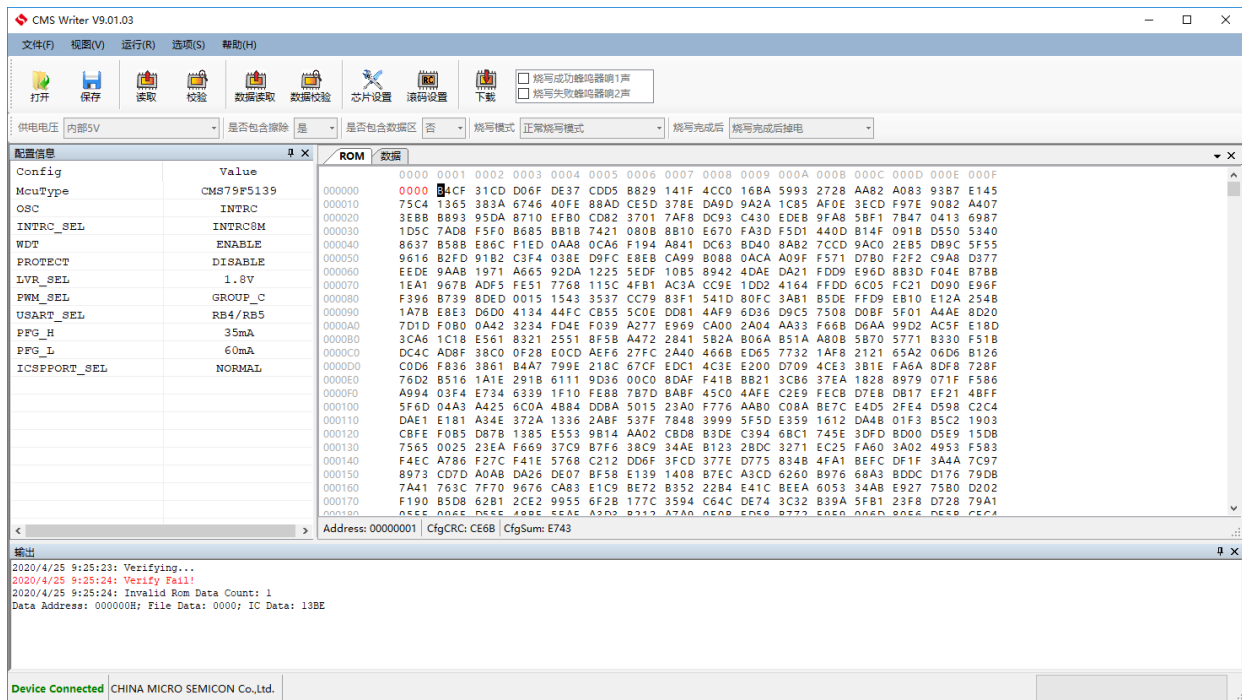 CMS Writer V9.01.03
文件(F) 视图(V) 运行(R) 选项(S) 帮助(H)
打开 保存 读取 校验 数据读取 数据校验 芯片设置 滚码设置 下载
烧写成功蜂鸣器响1声
烧写失败蜂鸣器响2声
供电电压 内部5V 是否包含擦除 是 是否包含数据区 否 烧写模式 正常烧写模式 烧写完成后 烧写完成后掉电
配置信息
Config Value
McuType CMS79F5139
OSC INTRC
INTRC_SEL INTRC8M
WDT ENABLE
PROTECT DISABLE
LVR_SEL 1.8V
PWM_SEL GROUP_C
USART_SEL RB4/RB5
PFG_H 35mA
PFG_L 60mA
ICSPPORT_SEL NORMAL
ROM 数据
0000 0001 0002 0003 0004 0005 0006 0007 0008 0009 000A 000B 000C 000D 000E 000F
000000 0000 B4CF 31CD D06F DE37 CDD5 B829 141F 4CC0 16BA 5993 2728 AA82 A083 93B7 E145
000010 75C4 1365 383A 6746 40FE 88AD CE5D 378E DA9D 9A2A 1C85 AF0E 3ECD F97E 9082 A407
000020 3EBB B893 95DA 8710 EFB0 CD82 3701 7AF8 DC93 C430 EDEB 9FA8 5BF1 7B47 0413 6987
000030 1D5C 7AD8 F5F0 B685 BB1B 7421 080B 8B10 E670 FA3D F5D1 440D B14F 091B D550 5340
000040 8637 B58B E86C F1ED 0AA8 0CA6 F194 A841 DC63 BD40 8AB2 7CCD 9AC0 2EB5 DB9C 5F55
000050 9616 B2FD 91B2 C3F4 038E D9FC E8EB CA99 B088 0ACA A09F F571 D7B0 F2F2 C9A8 D377
000060 EEDE 9AAB 1971 A665 92DA 1225 5EDF 10B5 8942 4DAE DA21 FDD9 E96D 8B3D F04E B7BB
000070 1EA1 967B ADF5 FE51 7768 115C 4FB1 AC3A CC9E 1DD2 4164 FFDD 6C05 FC21 D090 E96F
000080 F396 B739 8DED 0015 1543 3537 CC79 83F1 541D 80FC 3AB1 B5DE FFD9 EB10 E12A 254B
000090 1A7B E8E3 D6D0 4134 44FC CB55 5C0E DD81 4AF9 6D36 D9C5 7508 D0BF 5F01 A4AE 8D20
0000A0 7D1D F0B0 0A42 3234 FD4E F039 A277 E969 CA00 2A04 AA33 F66B D6AA 99D2 AC5F E18D
0000B0 3CA6 1C18 E561 8321 2551 8F5B A472 2841 5B2A B06A B51A A80B 5B70 5771 B330 F51B
0000C0 DC4C AD8F 38C0 0F28 E0CD AEF6 27FC 2A40 466B ED65 7732 1AF8 2121 65A2 06D6 B126
0000D0 C0D6 F836 3861 B4A7 799E 218C 67CF EDC1 4C3E E200 D709 4CE3 3B1E FA6A 8DF8 728F
0000E0 76D2 B516 1A1E 291B 6111 9D36 00C0 8DAF F41B BB21 3CB6 37EA 1828 8979 071F F586
0000F0 A994 03F4 E734 6339 1F10 FE88 7B7D BABF 45C0 4AFE C2E9 FECB D7EB DB17 EF21 4BFF
000100 5F6D 04A3 A425 6C0A 4B84 DDBA 5015 23A0 F776 AAB0 C08A BE7C E4D5 2FE4 D598 C2C4
000110 DAE1 E181 A34E 372A 1336 2ABF 537F 7848 3999 5F5D E359 1612 DA4B 01F3 B5C2 1903
000120 CBFE F0B5 D87B 1385 E553 9B14 AA02 CBD8 B3DE C394 6BC1 745E 3DFD BD00 D5E9 15DB
000130 7565 0025 23EA F669 37C9 B7F6 38C9 34AE B123 2BDC 3271 EC25 FA60 3A02 4953 F583
000140 F4EC A786 F27C F41E 5768 C212 DD6F 3FCD 377E D775 834B 4FA1 BEFC DF1F 3A4A 7C97
000150 8973 CD7D A0AB DA26 DE07 BF58 E139 1408 B7EC A3CD 6260 B976 68A3 BDDC D176 79DB
000160 7A41 763C 7F70 9676 CA83 E1C9 BE72 B352 22B4 E41C BEEA 6053 34AB E927 75B0 D202
000170 F190 B5D8 62B1 2CE2 9955 6F2B 177C 3594 C64C DE74 3C32 B39A 5FB1 23F8 D728 79A1
Address: 00000001 CfgCRC: CE6B CfgSum: E743
输出
2020/4/25 9:25:23: Verifying...
2020/4/25 9:25:24: Verify Fail!
2020/4/25 9:25:24: Invalid Rom Data Count: 1
Data Address: 000000H; File Data: 0000; IC Data: 13BE
Device Connected CHINA MICRO SEMICON Co.,Ltd.